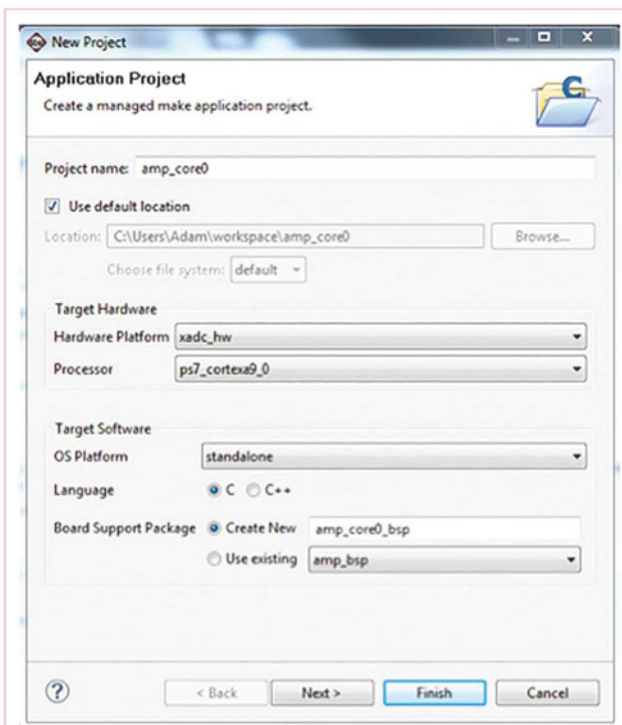 New Project
Application Project
Create a managed make application project.
Project name: amp_core0
Use default location
Location: C:\Users\Adam\workspace\amp_core0 Browse...
Choose file system: default
Target Hardware
Hardware Platform xadc_hw
Processor ps7_cortexa9_0
Target Software
OS Platform standalone
Language C C++
Board Support Package Create New amp_core0_bsp
Use existing amp_bsp
? < Back Next > Finish Cancel